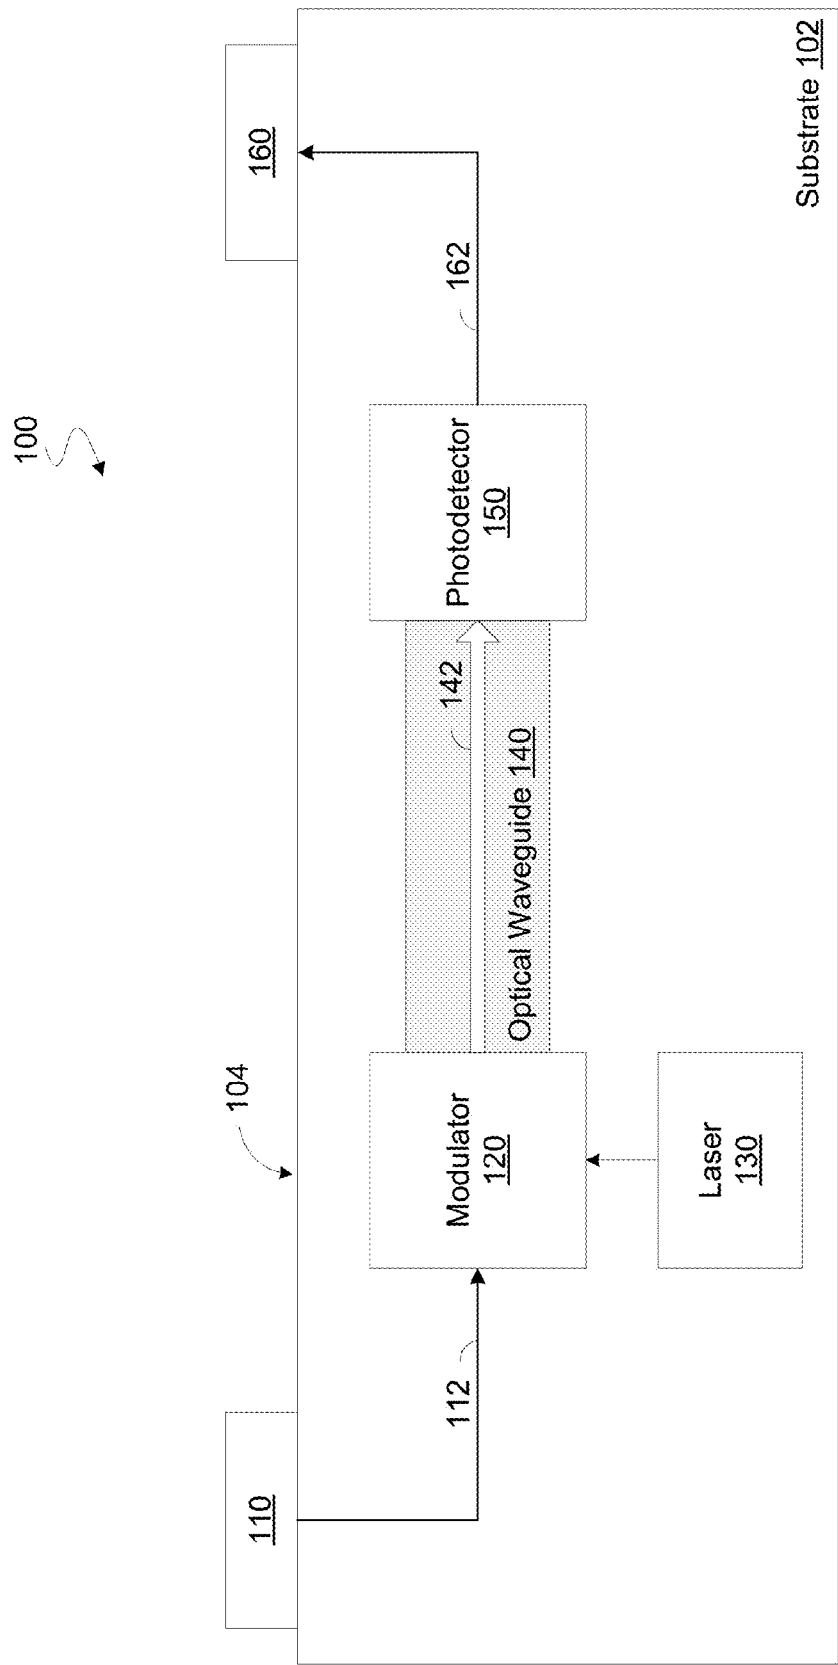 100
104
110
160
112
162
142
Modulator
120
Photodetector
150
Optical Waveguide 140
Laser
130
Substrate 102